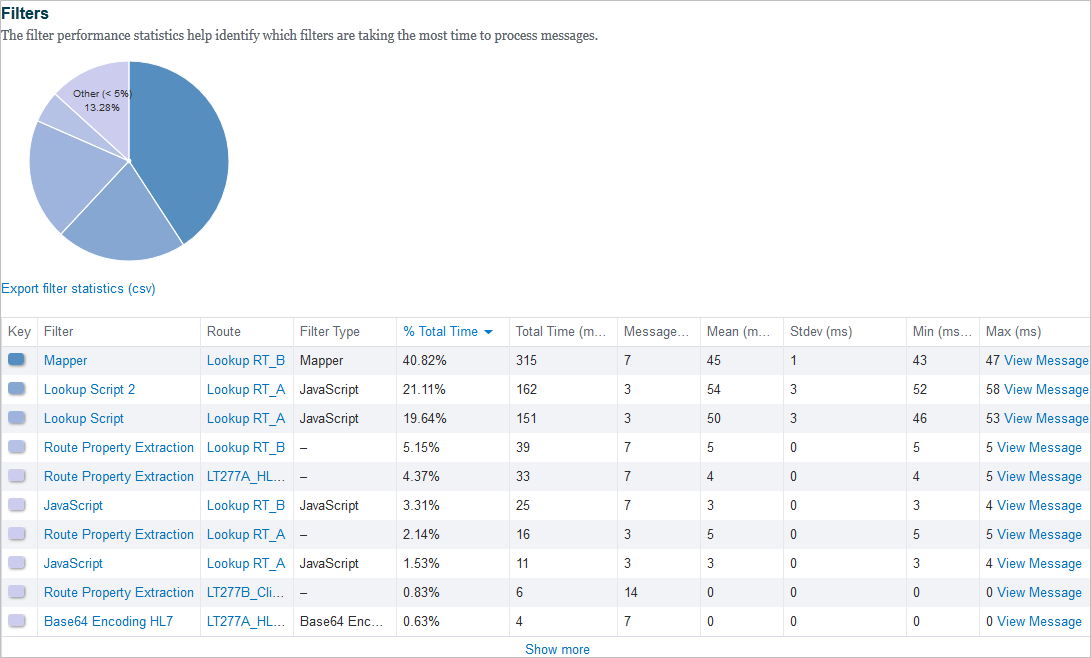 Filters
The filter performance statistics help identify which filters are taking the most time to process messages.
Other (< 5%)
13.28%
Export filter statistics (csv)
Key Filter Route Filter Type % Total Time Total Time (m... Message... Mean (m... Stdev (ms) Min (ms... Max (ms)
Mapper Lookup RT_B Mapper 40.82% 315 7 45 1 43 47 View Message
Lookup Script 2 Lookup RT_A JavaScript 21.11% 162 3 54 3 52 58 View Message
Lookup Script Lookup RT_A JavaScript 19.64% 151 3 50 3 46 53 View Message
Route Property Extraction Lookup RT_B – 5.15% 39 7 5 0 5 5 View Message
Route Property Extraction LT277A_HL... – 4.37% 33 7 4 0 4 5 View Message
JavaScript Lookup RT_B JavaScript 3.31% 25 7 3 0 3 4 View Message
Route Property Extraction Lookup RT_A – 2.14% 16 3 5 0 5 5 View Message
JavaScript Lookup RT_A JavaScript 1.53% 11 3 3 0 3 4 View Message
Route Property Extraction LT277B_Cli... – 0.83% 6 14 0 0 0 0 View Message
Base64 Encoding HL7 LT277A_HL... Base64 Enc... 0.63% 4 7 0 0 0 0 View Message
Show more